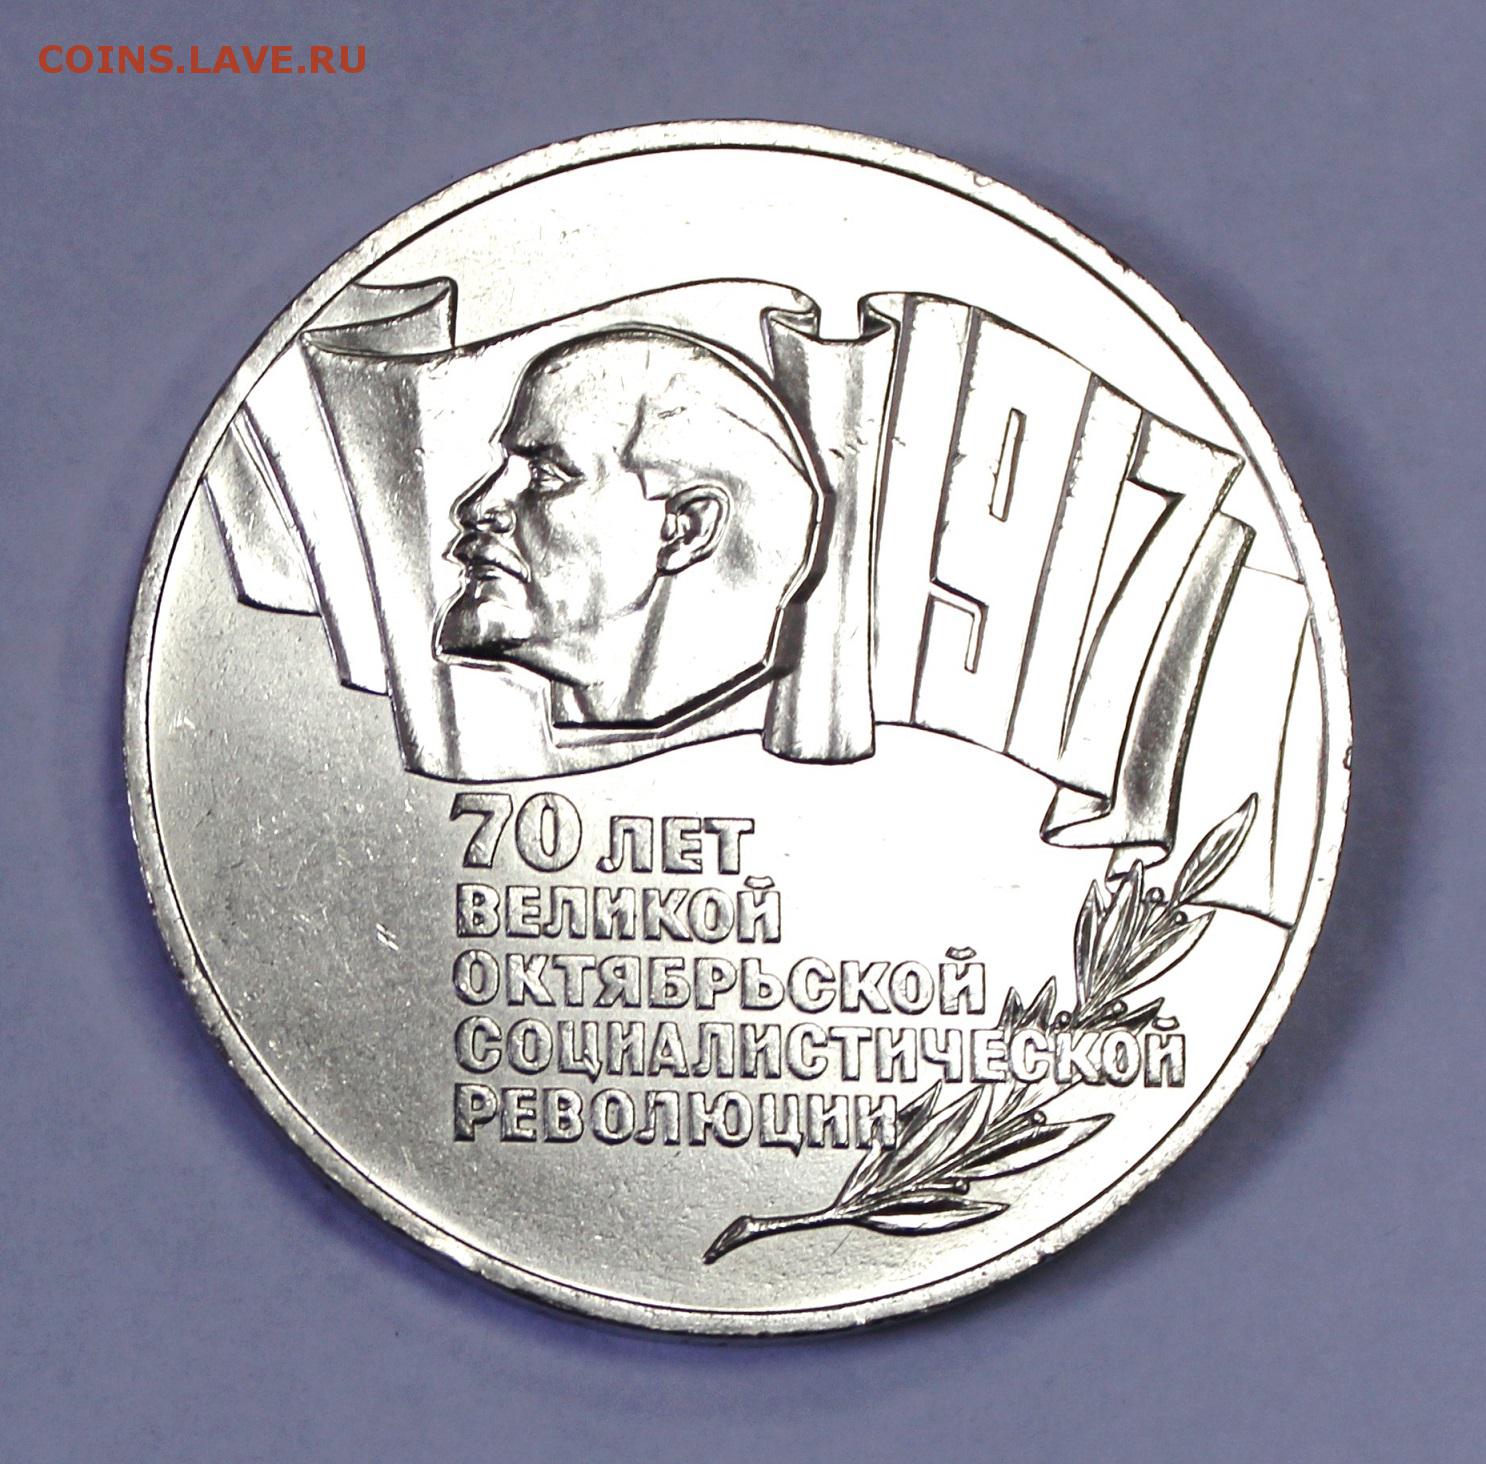 COINS.LAVE.RU
1917
70 ЛЕТ
ВЕЛИКОЙ
ОКТЯБРЬСКОЙ
СОЦИАЛИСТИЧЕСКОЙ
РЕВОЛЮЦИИ